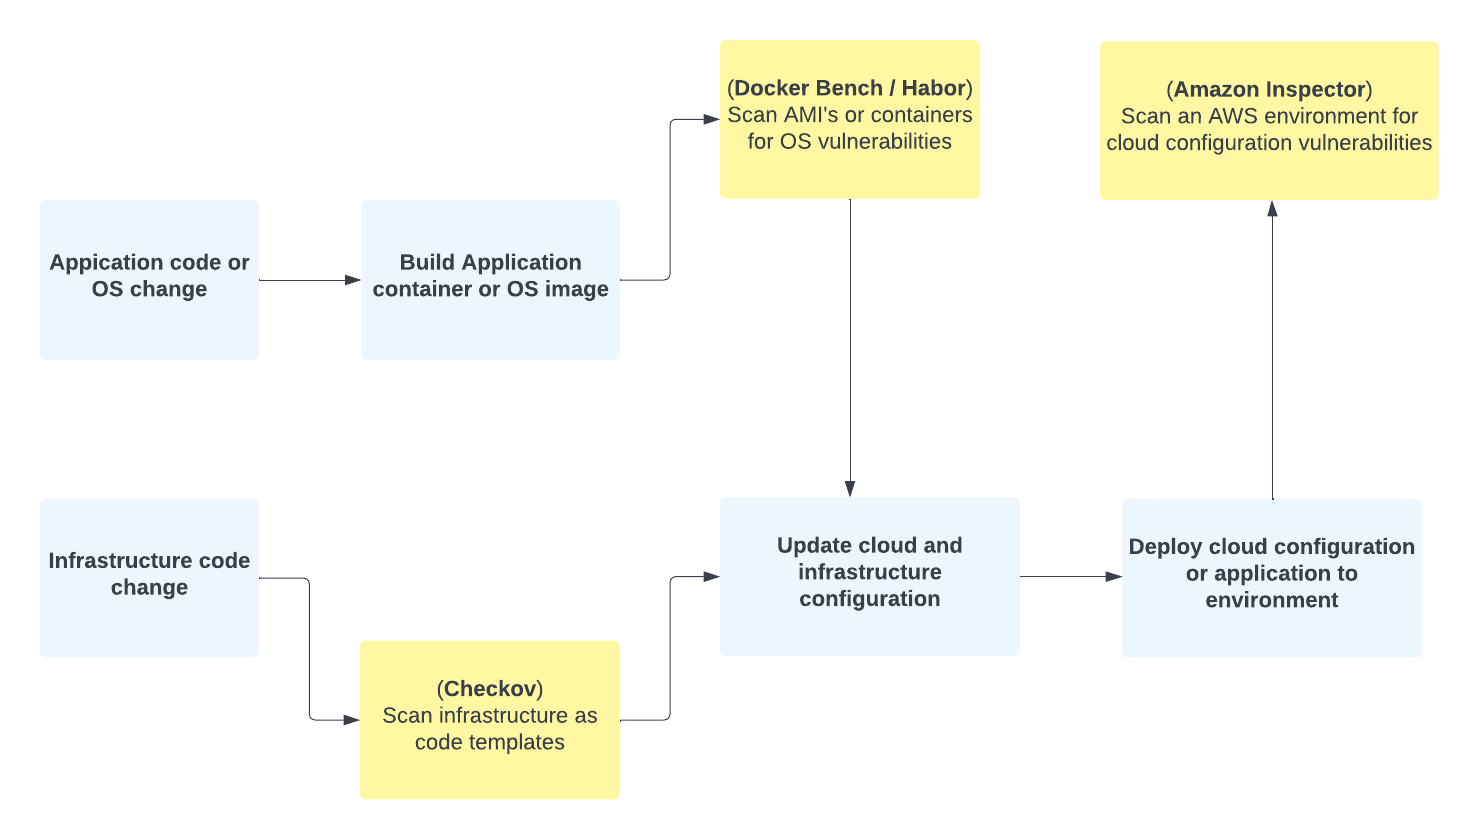 (Docker Bench / Habor)
Scan AMI's or containers
for OS vulnerabilities
(Amazon Inspector)
Scan an AWS environment for
cloud configuration vulnerabilities
Appication code or
OS change
Build Application
container or OS image
Infrastructure code
change
Update cloud and
infrastructure
configuration
Deploy cloud configuration
or application to
environment
(Checkov)
Scan infrastructure as
code templates